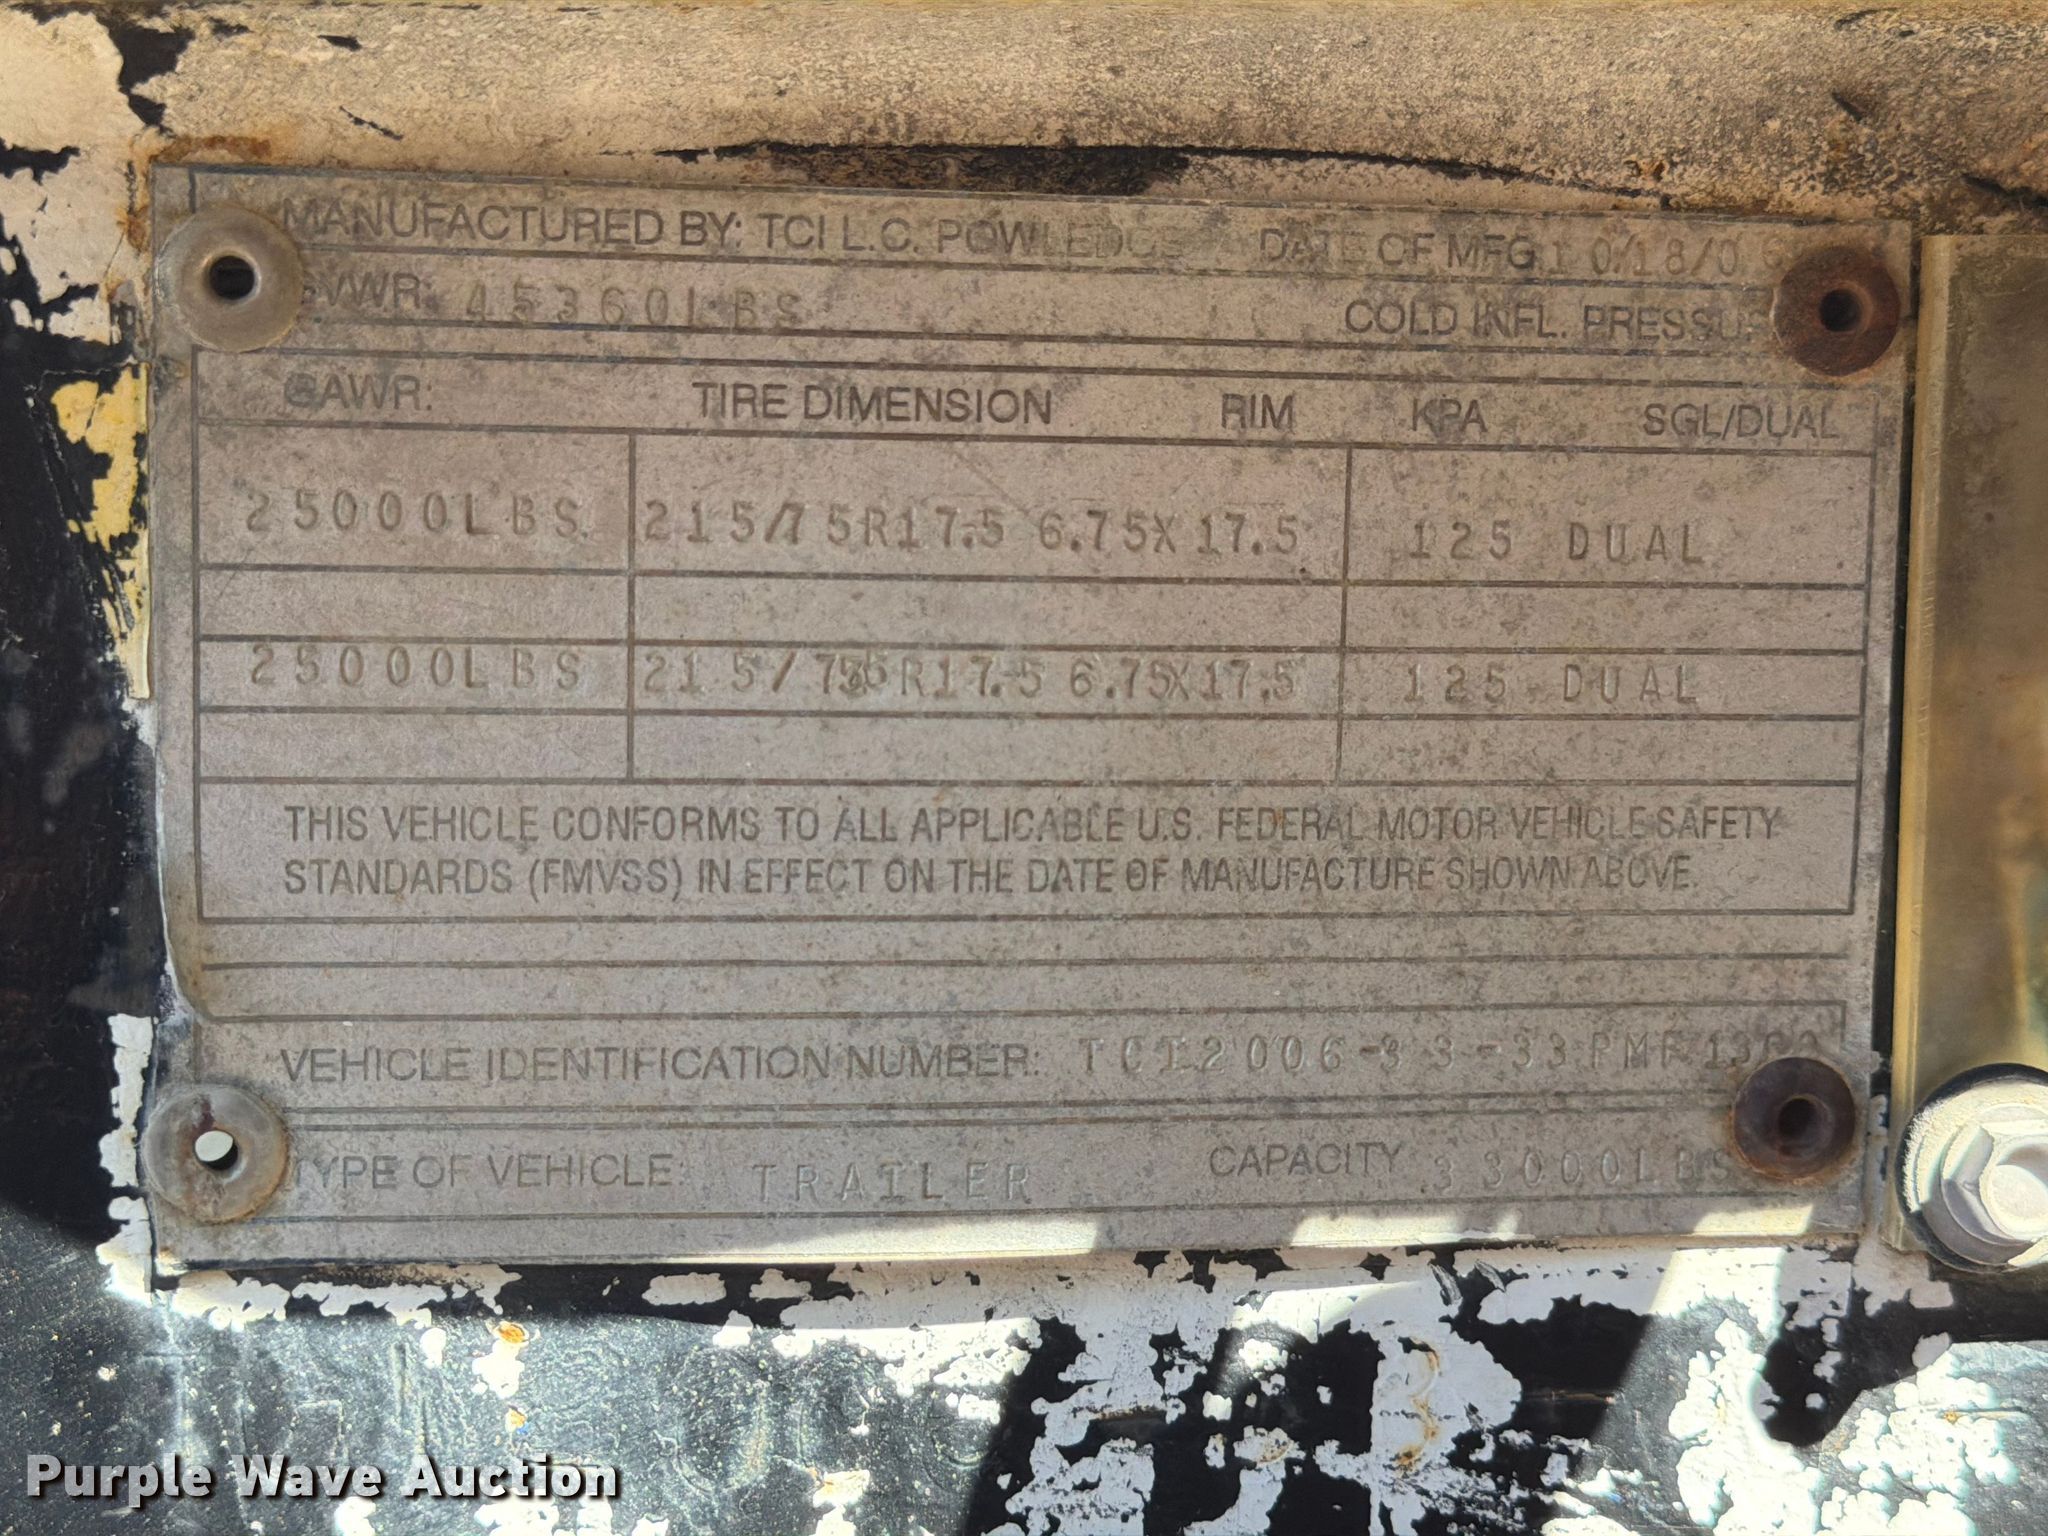 MANUFACTURED BY: TCI L.C. POWLEDGE DATE OF MFG 10/18/06
GVWR: 45360LBS COLD INFL. PRESSURE
GAWR: TIRE DIMENSION RIM KPA SGL/DUAL
25000LBS 215/75R17.5 6.75X17.5 125 DUAL
25000LBS 215/75R17.5 6.75X17.5 125 DUAL
THIS VEHICLE CONFORMS TO ALL APPLICABLE U.S. FEDERAL MOTOR VEHICLE SAFETY
STANDARDS (FMVSS) IN EFFECT ON THE DATE OF MANUFACTURE SHOWN ABOVE.
VEHICLE IDENTIFICATION NUMBER:
TYPE OF VEHICLE: TRAILER CAPACITY 33000LBS
Purple Wave Auction